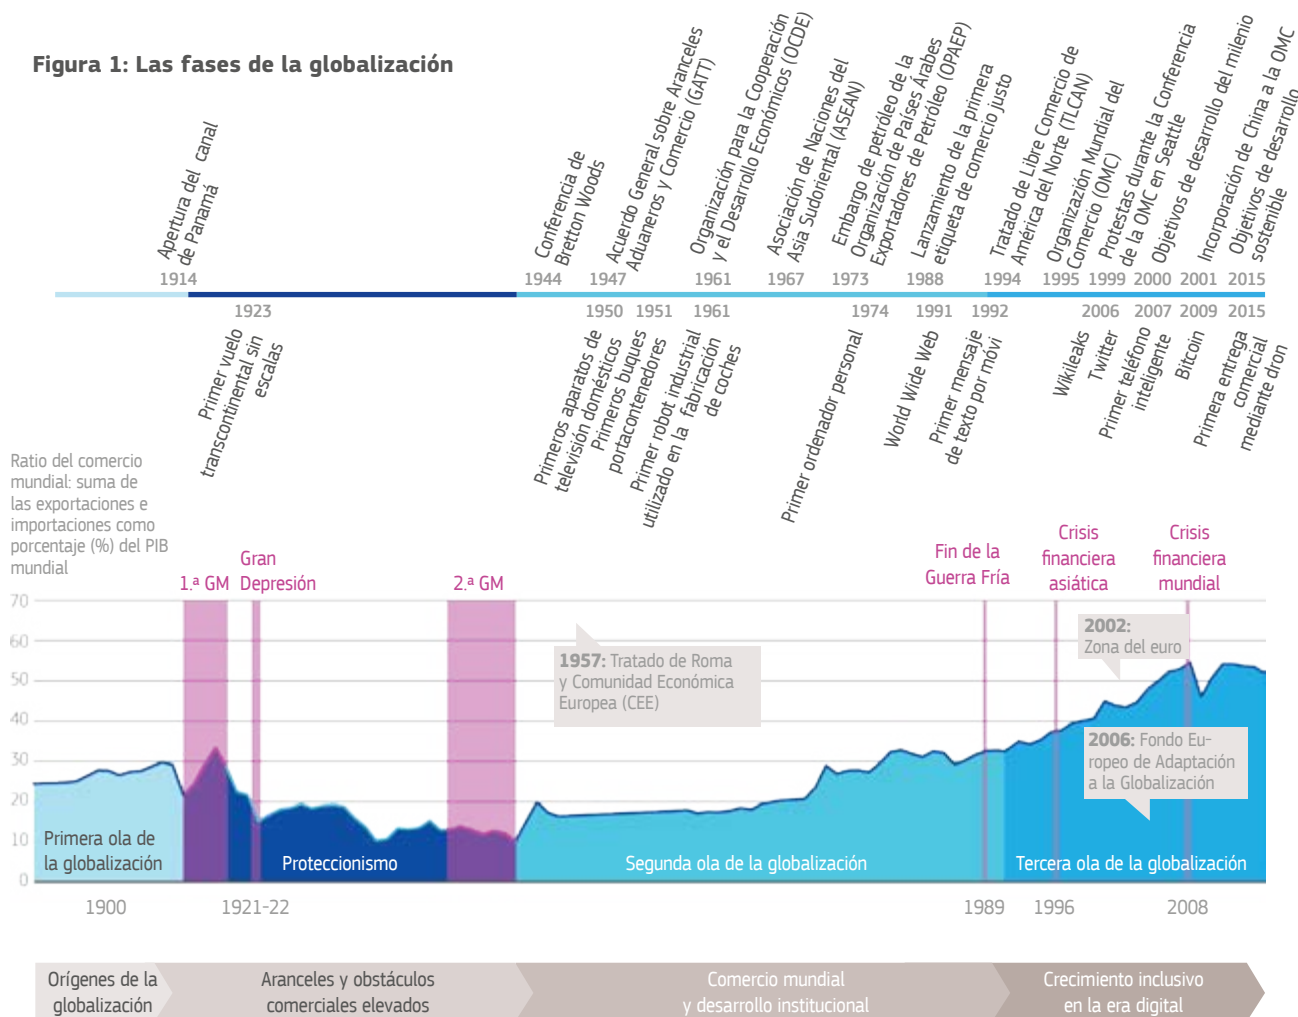 Figura 1: Las fases de la globalización
Apertura del canal
de Panamá
Conferencia de
Bretton Woods
Acuerdo General sobre Aranceles
Aduaneros y Comercio (GATT)
Organización para la Cooperación
y el Desarrollo Económicos (OCDE)
Asociación de Naciones del
Asia Sudoriental (ASEAN)
Embargo de petróleo de la
Organización de Países Árabes
Exportadores de Petróleo (OPAEP)
Lanzamiento de la primera
etiqueta de comercio justo
Tratado de Libre Comercio de
América del Norte (TLCAN)
Organizazión Mundial del
Comercio (OMC)
Protestas durante la Conferencia
de la OMC en Seattle
Objetivos de desarrollo del milenio
Incorporación de China a la OMC
Objetivos de desarrollo
sostenible
1914
1944
1947
1961
1967
1973
1988
1994
1995
1999
2000
2001
2015
1923
1950
1951
1961
1974
1991
1992
2006
2007
2009
2015
Primer vuelo
transcontinental sin
escalas
Primeros aparatos de
televisión domésticos
Primeros buques
portacontenedores
Primer robot industrial
utilizado en la fabricación
de coches
Primer ordenador personal
World Wide Web
Primer mensaje
de texto por móvi
Wikileaks
Twitter
Primer teléfono
inteligente
Bitcoin
Primera entrega
comercial
mediante dron
Ratio del comercio
mundial: suma de
las exportaciones e
importaciones como
porcentaje (%) del PIB
mundial
1.ª GM
Gran
Depresión
2.ª GM
Fin de la
Guerra Fría
Crisis
financiera
asiática
Crisis
financiera
mundial
70
60
50
40
30
20
10
0
1957: Tratado de Roma
y Comunidad Económica
Europea (CEE)
2002:
Zona del euro
2006: Fondo Eu-
ropeo de Adaptación
a la Globalización
Primera ola de
la globalización
Proteccionismo
Segunda ola de la globalización
Tercera ola de la globalización
1900
1921-22
1989
1996
2008
Orígenes de la
globalización
Aranceles y obstáculos
comerciales elevados
Comercio mundial
y desarrollo institucional
Crecimiento inclusivo
en la era digital